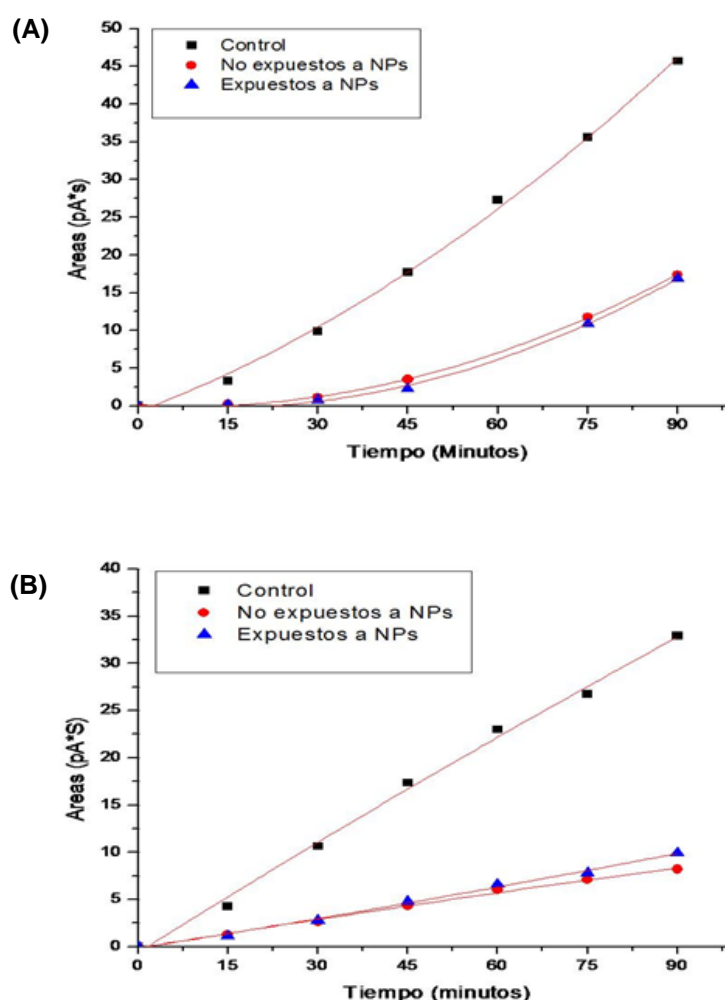 (A)
50
45
40
35
30
25
20
15
10
5
0
Areas (pA*s)
Control
No expuestos a NPs
Expuestos a NPs
0 15 30 45 60 75 90
Tiempo (Minutos)
(B)
40
35
30
25
20
15
10
5
0
Areas (pA*S)
Control
No expuestos a NPs
Expuestos a NPs
0 15 30 45 60 75 90
Tiempo (minutos)